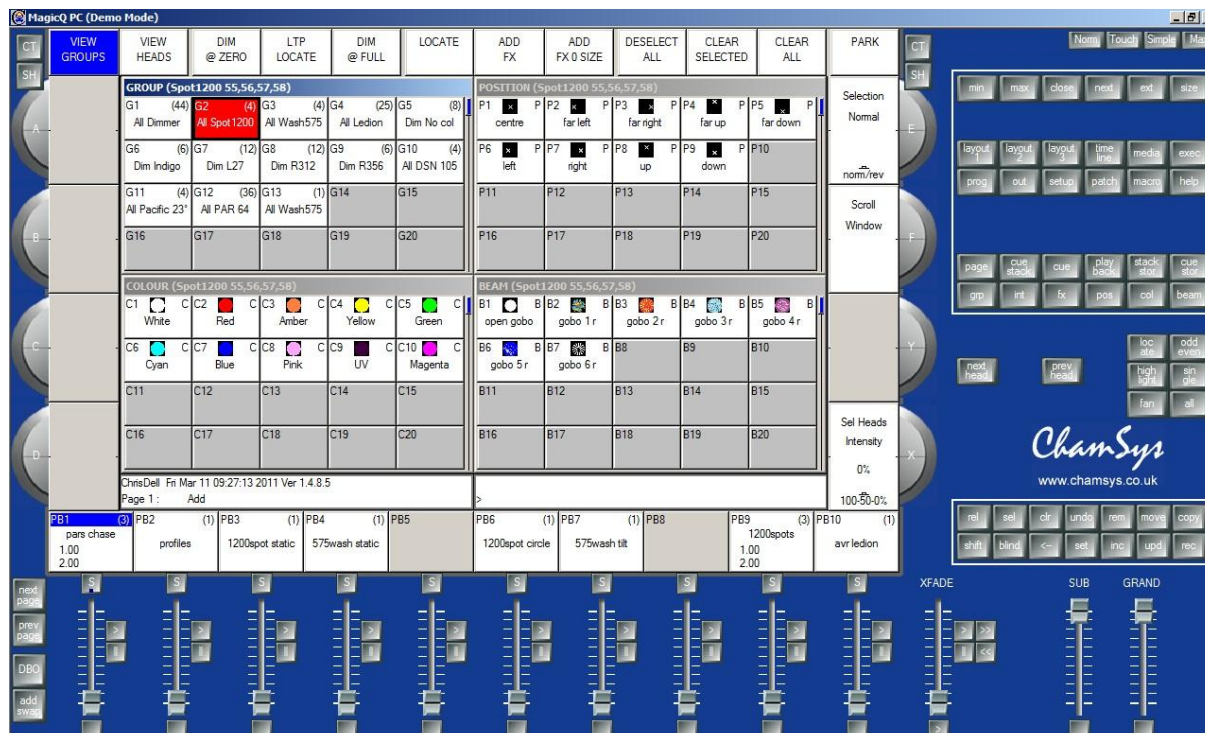 MagicQ PC (Demo Mode)
CT
SH
VIEW GROUPS
VIEW HEADS
DIM @ ZERO
LTP LOCATE
DIM @ FULL
LOCATE
ADD FX
ADD FX 0 SIZE
DESELECT ALL
CLEAR SELECTED
CLEAR ALL
PARK
CT
SH
Norm Touch Simple Ma
GROUP (Spot1200 55,56,57,58)
G1 (44) G2 (4) G3 (4) G4 (25) G5 (8)
All Dimmer All Spot1200 All Wash575 All Ledion Dim No col
G6 (6) G7 (12) G8 (12) G9 (6) G10 (4)
Dim Indigo Dim L27 Dim R312 Dim R356 All DSN 105
G11 (4) G12 (36) G13 (1) G14 G15
All Pacific 23° All PAR 64 All Wash575
G16 G17 G18 G19 G20
POSITION (Spot1200 55,56,57,58)
P1 P P2 P P3 P P4 P P5 P
centre far left far right far up far down
P6 P P7 P P8 P P9 P P10
left right up down
P11 P12 P13 P14 P15
P16 P17 P18 P19 P20
COLOUR (Spot1200 55,56,57,58)
C1 C C2 C C3 C C4 C C5 C
White Red Amber Yellow Green
C6 C C7 C C8 C C9 C C10 C
Cyan Blue Pink UV Magenta
C11 C12 C13 C14 C15
C16 C17 C18 C19 C20
BEAM (Spot1200 55,56,57,58)
B1 B B2 B B3 B B4 B B5 B
open gobo gobo 1 r gobo 2 r gobo 3 r gobo 4 r
B6 B B7 B B8 B9 B10
gobo 5 r gobo 6 r
B11 B12 B13 B14 B15
B16 B17 B18 B19 B20
Selection
Normal
norm/rev
Scroll
Window
Sel Heads
Intensity
0%
100-50-0%
A
B
C
D
E
F
Y
X
ChrisDell Fri Mar 11 09:27:13 2011 Ver 1.4.8.5
Page 1 : Add
>
PB1 (3) PB2 (1) PB3 (1) PB4 (1) PB5 PB6 (1) PB7 (1) PB8 PB9 (3) PB10 (1)
pars chase profiles 1200spot static 575wash static 1200spot circle 575wash tilt 1200spots avr ledion
1.00 1.00
2.00 2.00
min max close next ext size
layout 1 layout 2 layout 3 time line media exec
prog out setup patch macro help
page cue stack cue play back stack stor cue stor
grp int fx pos col beam
next head prev head
loc ate odd even
high light sin gle
fan all
ChamSys
www.chamsys.co.uk
rel sel clr undo rem move copy
shift blind <- set inc upd rec
next page
prev page
DBO
add swap
S S S S S S S S S S
XFADE SUB GRAND
> > > > > > > > > > > >>
|| || || || || || || || || || || <<
>